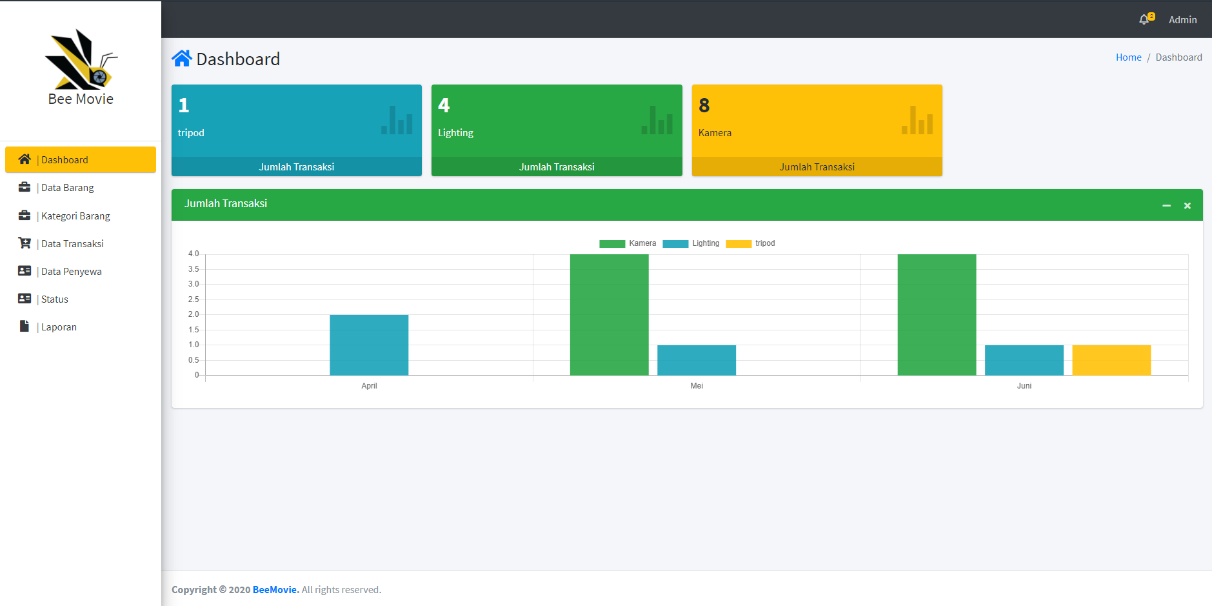 Admin
Bee Movie
Dashboard
Home / Dashboard
1
tripod
Jumlah Transaksi
4
Lighting
Jumlah Transaksi
8
Kamera
Jumlah Transaksi
| Dashboard
| Data Barang
| Kategori Barang
| Data Transaksi
| Data Penyewa
| Status
| Laporan
Jumlah Transaksi
Kamera Lighting tripod
4.0
3.5
3.0
2.5
2.0
1.5
1.0
0.5
0
April Mei Juni
Copyright © 2020 BeeMovie. All rights reserved.